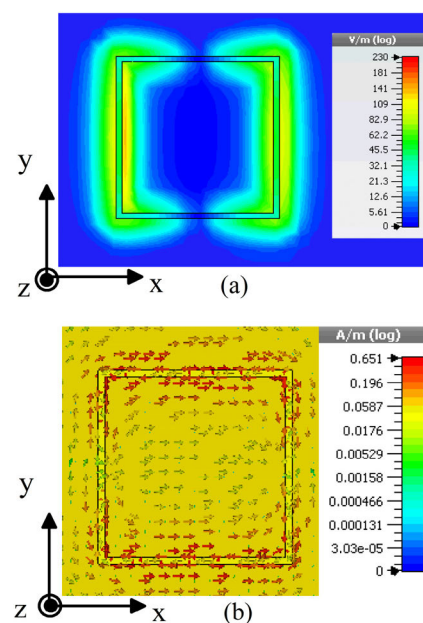 V/m (log)
230
181
141
109
82.9
62.2
45.5
32.1
21.3
12.6
5.61
0
y
z
x
(a)
A/m (log)
0.651
0.196
0.0587
0.0176
0.00529
0.00158
0.000466
0.000131
3.03e-05
0
y
z
x
(b)